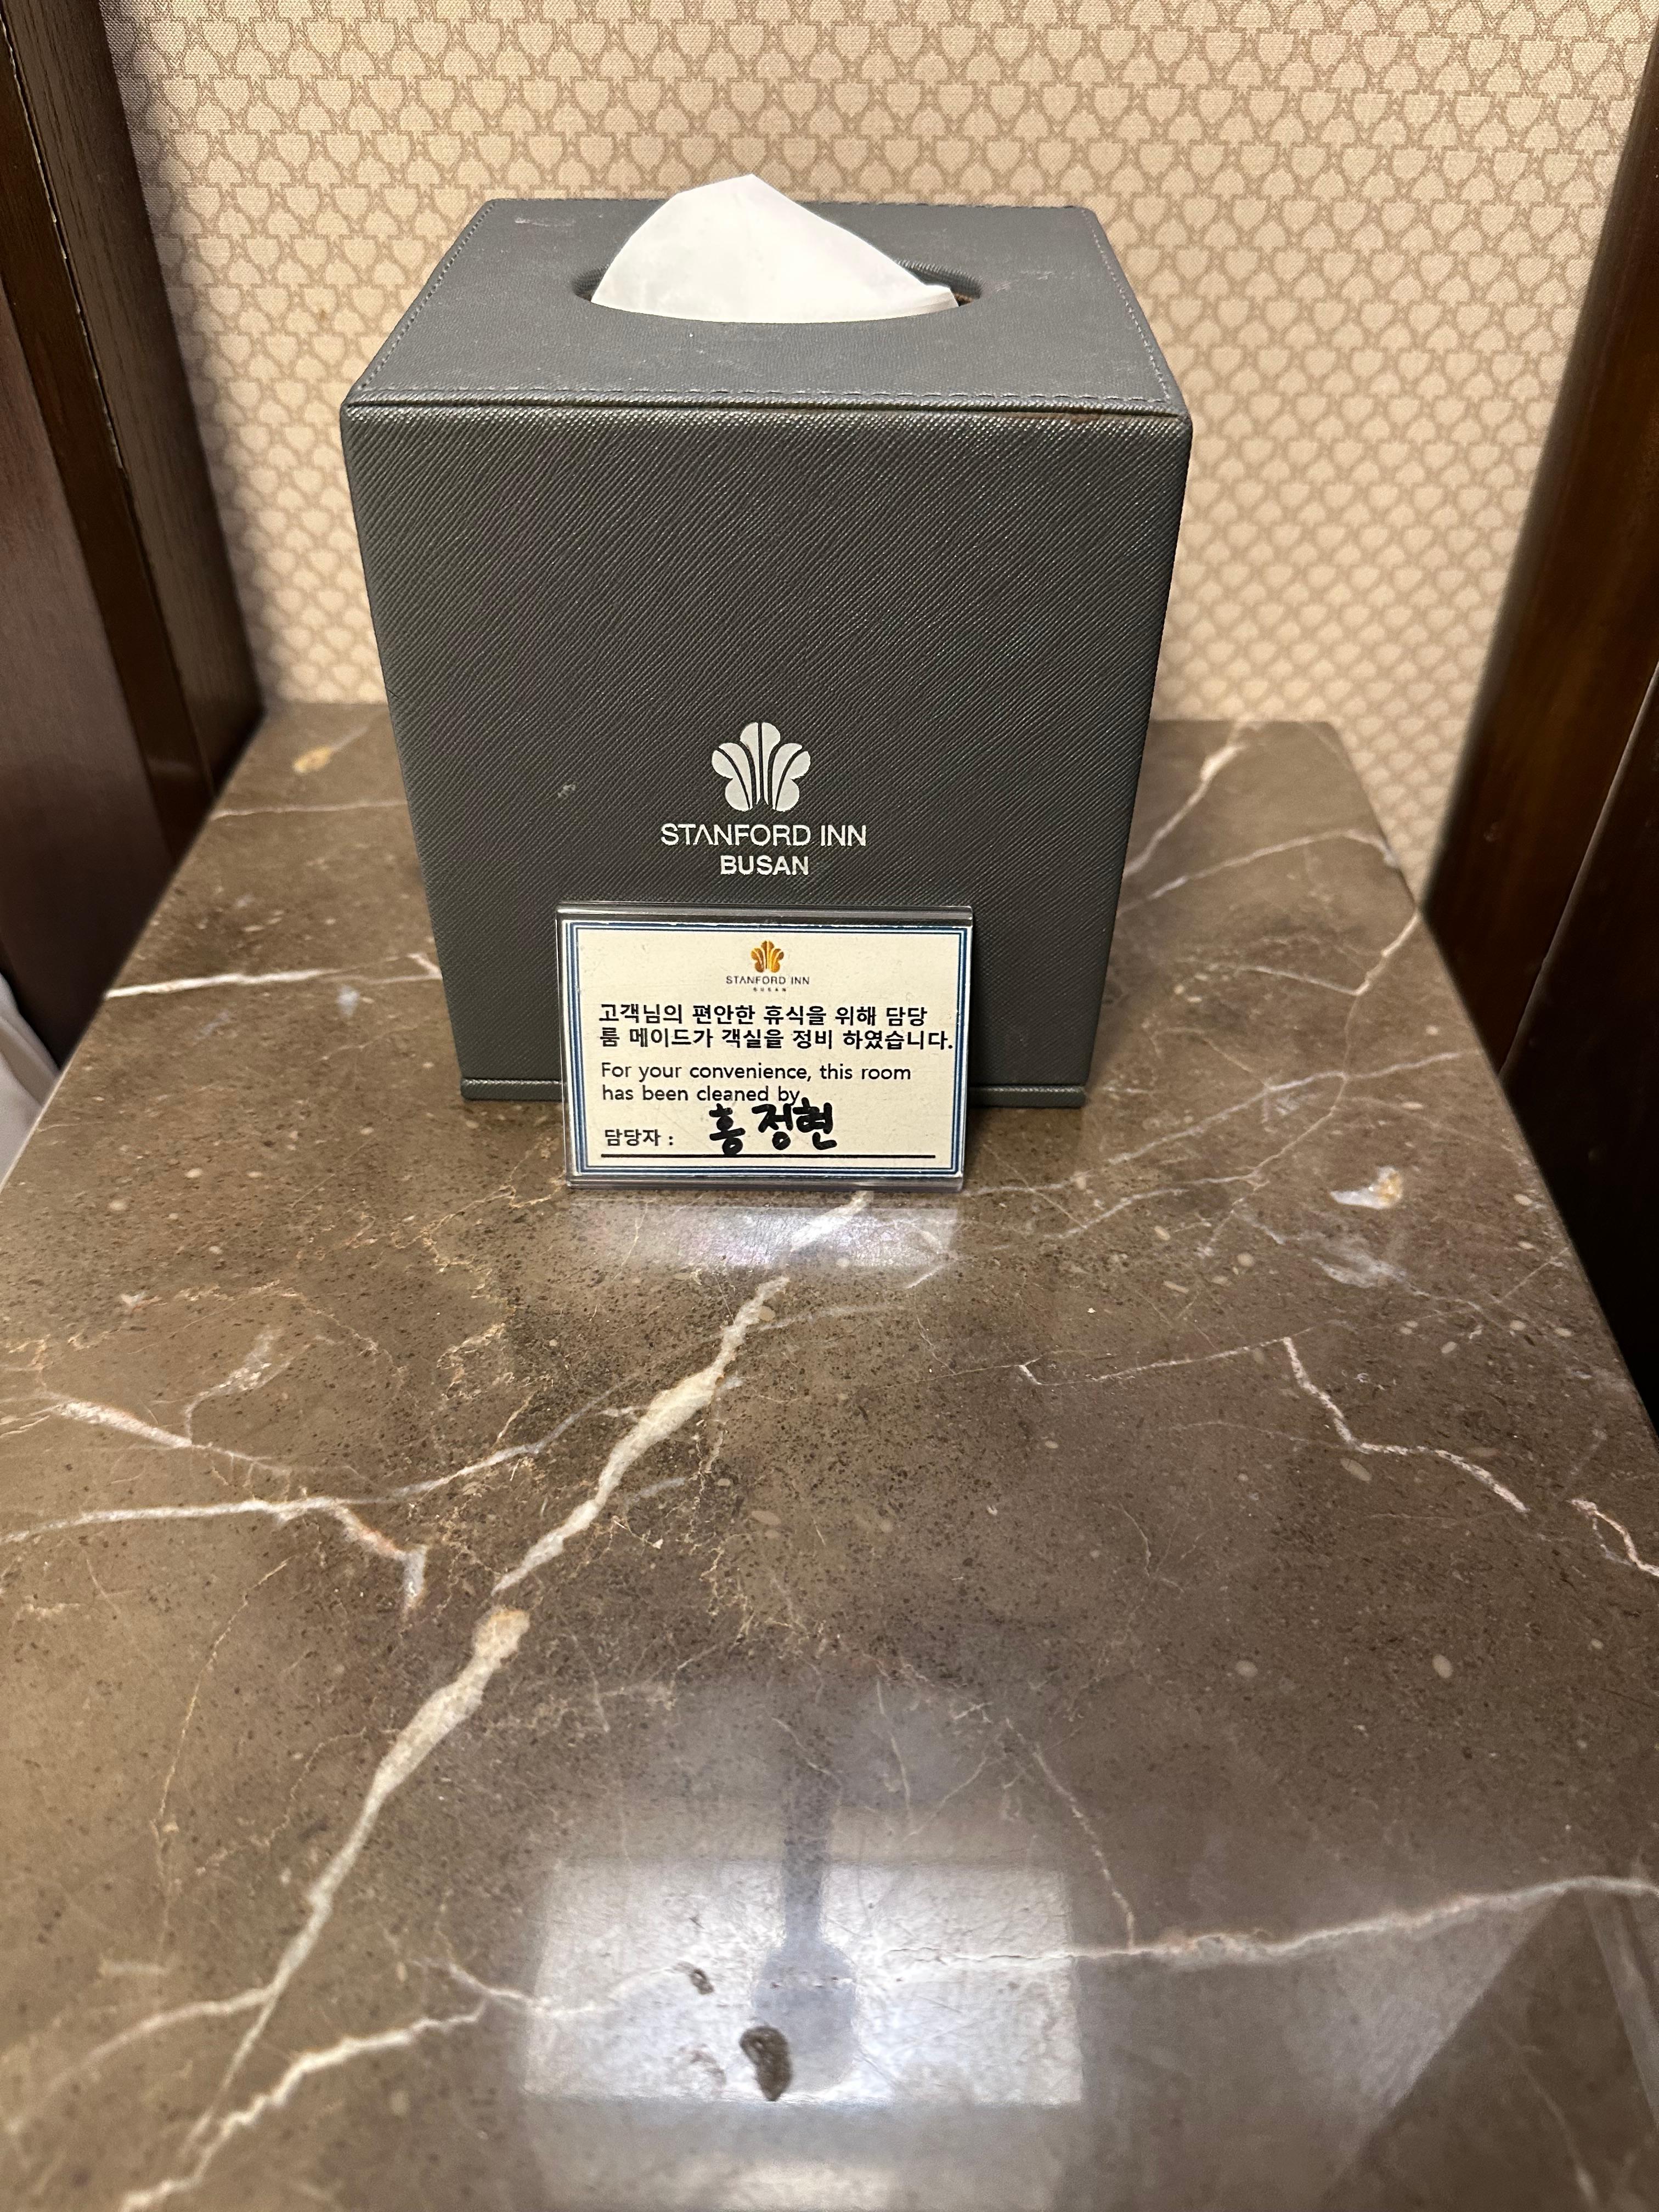 STANFORD INN
BUSAN
STANFORD INN
BUSAN
고객님의 편안한 휴식을 위해 담당
룸 메이드가 객실을 정비 하였습니다.
For your convenience, this room
has been cleaned by
담당자 : 홍정현